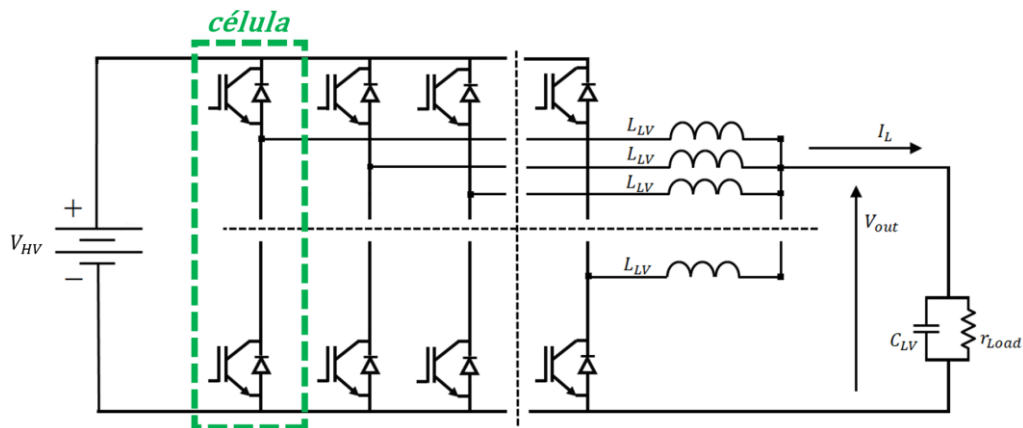 célula
L_LV
I_L
L_LV
L_LV
+
V_HV
−
V_out
L_LV
C_LV
r_Load